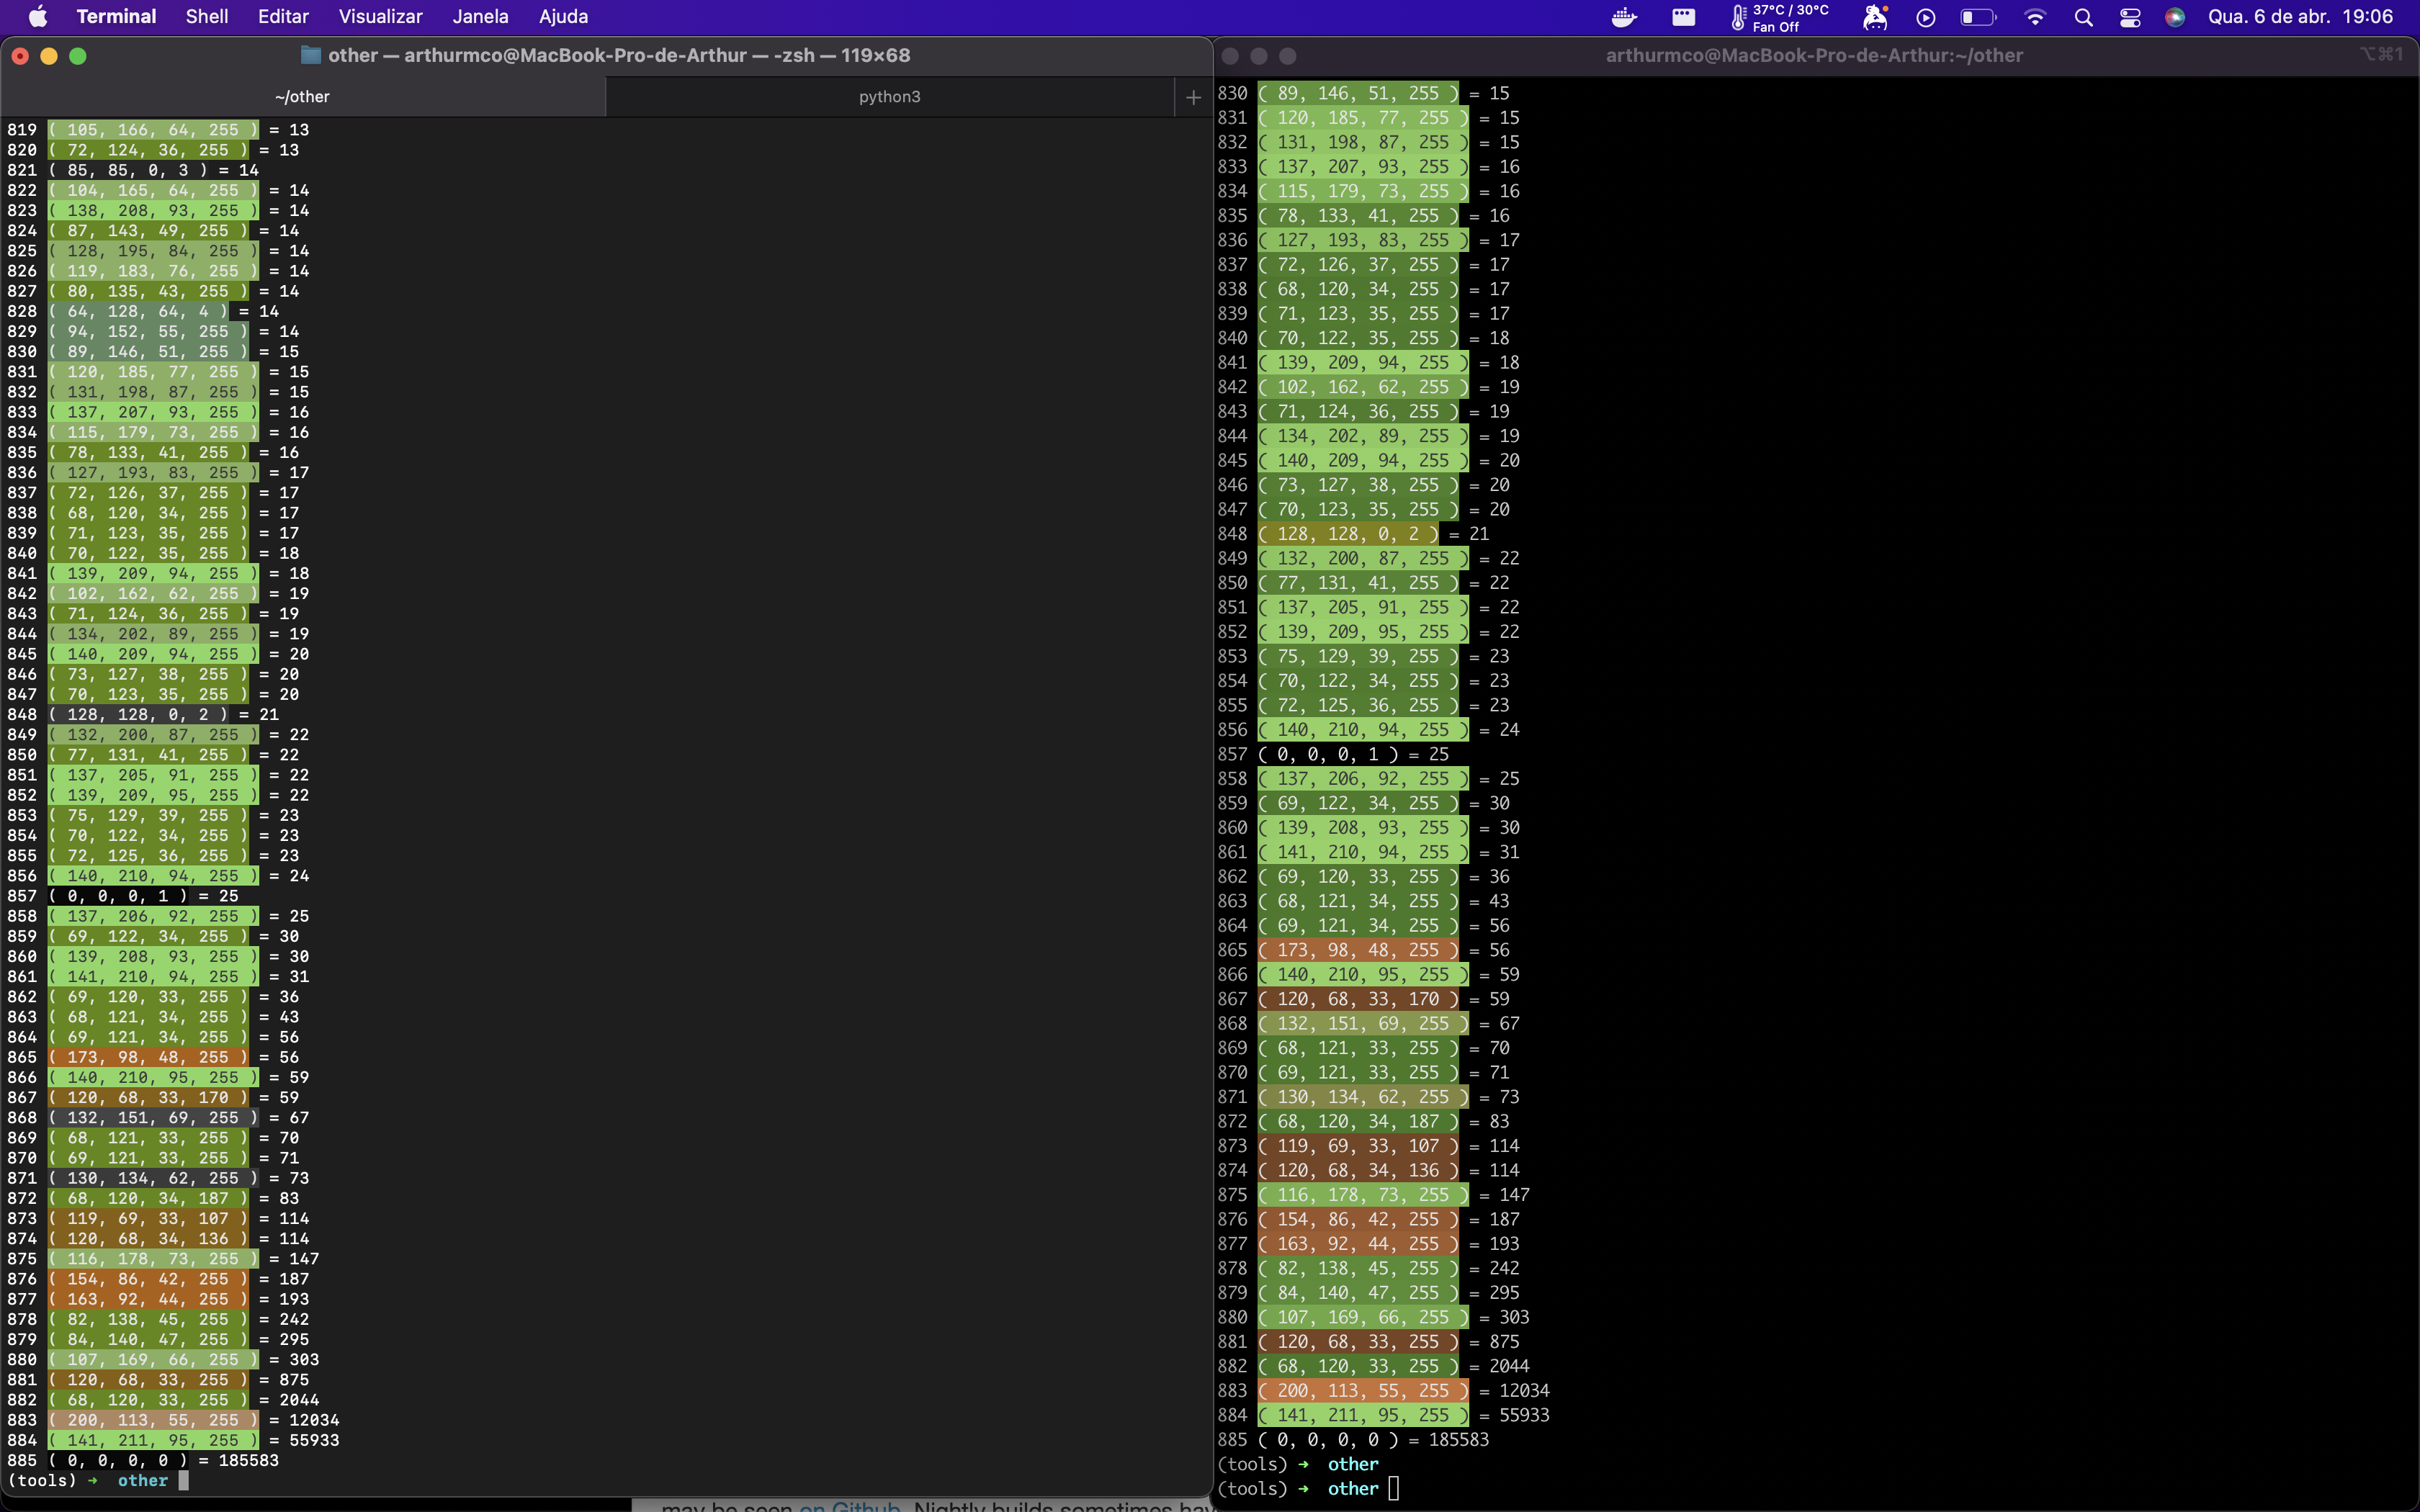 Terminal Shell Editar Visualizar Janela Ajuda
37°C / 30°C
Fan Off
Qua. 6 de abr. 19:06
other — arthurmco@MacBook-Pro-de-Arthur — -zsh — 119×68
~/other
python3
819 ( 105, 166, 64, 255 ) = 13
820 ( 72, 124, 36, 255 ) = 13
821 ( 85, 85, 0, 3 ) = 14
822 ( 104, 165, 64, 255 ) = 14
823 ( 138, 208, 93, 255 ) = 14
824 ( 87, 143, 49, 255 ) = 14
825 ( 128, 195, 84, 255 ) = 14
826 ( 119, 183, 76, 255 ) = 14
827 ( 80, 135, 43, 255 ) = 14
828 ( 64, 128, 64, 4 ) = 14
829 ( 94, 152, 55, 255 ) = 14
830 ( 89, 146, 51, 255 ) = 15
831 ( 120, 185, 77, 255 ) = 15
832 ( 131, 198, 87, 255 ) = 15
833 ( 137, 207, 93, 255 ) = 16
834 ( 115, 179, 73, 255 ) = 16
835 ( 78, 133, 41, 255 ) = 16
836 ( 127, 193, 83, 255 ) = 17
837 ( 72, 126, 37, 255 ) = 17
838 ( 68, 120, 34, 255 ) = 17
839 ( 71, 123, 35, 255 ) = 17
840 ( 70, 122, 35, 255 ) = 18
841 ( 139, 209, 94, 255 ) = 18
842 ( 102, 162, 62, 255 ) = 19
843 ( 71, 124, 36, 255 ) = 19
844 ( 134, 202, 89, 255 ) = 19
845 ( 140, 209, 94, 255 ) = 20
846 ( 73, 127, 38, 255 ) = 20
847 ( 70, 123, 35, 255 ) = 20
848 ( 128, 128, 0, 2 ) = 21
849 ( 132, 200, 87, 255 ) = 22
850 ( 77, 131, 41, 255 ) = 22
851 ( 137, 205, 91, 255 ) = 22
852 ( 139, 209, 95, 255 ) = 22
853 ( 75, 129, 39, 255 ) = 23
854 ( 70, 122, 34, 255 ) = 23
855 ( 72, 125, 36, 255 ) = 23
856 ( 140, 210, 94, 255 ) = 24
857 ( 0, 0, 0, 1 ) = 25
858 ( 137, 206, 92, 255 ) = 25
859 ( 69, 122, 34, 255 ) = 30
860 ( 139, 208, 93, 255 ) = 30
861 ( 141, 210, 94, 255 ) = 31
862 ( 69, 120, 33, 255 ) = 36
863 ( 68, 121, 34, 255 ) = 43
864 ( 69, 121, 34, 255 ) = 56
865 ( 173, 98, 48, 255 ) = 56
866 ( 140, 210, 95, 255 ) = 59
867 ( 120, 68, 33, 170 ) = 59
868 ( 132, 151, 69, 255 ) = 67
869 ( 68, 121, 33, 255 ) = 70
870 ( 69, 121, 33, 255 ) = 71
871 ( 130, 134, 62, 255 ) = 73
872 ( 68, 120, 34, 187 ) = 83
873 ( 119, 69, 33, 107 ) = 114
874 ( 120, 68, 34, 136 ) = 114
875 ( 116, 178, 73, 255 ) = 147
876 ( 154, 86, 42, 255 ) = 187
877 ( 163, 92, 44, 255 ) = 193
878 ( 82, 138, 45, 255 ) = 242
879 ( 84, 140, 47, 255 ) = 295
880 ( 107, 169, 66, 255 ) = 303
881 ( 120, 68, 33, 255 ) = 875
882 ( 68, 120, 33, 255 ) = 2044
883 ( 200, 113, 55, 255 ) = 12034
884 ( 141, 211, 95, 255 ) = 55933
885 ( 0, 0, 0, 0 ) = 185583
(tools) → other
arthurmco@MacBook-Pro-de-Arthur:~/other
⌥⌘1
830 ( 89, 146, 51, 255 ) = 15
831 ( 120, 185, 77, 255 ) = 15
832 ( 131, 198, 87, 255 ) = 15
833 ( 137, 207, 93, 255 ) = 16
834 ( 115, 179, 73, 255 ) = 16
835 ( 78, 133, 41, 255 ) = 16
836 ( 127, 193, 83, 255 ) = 17
837 ( 72, 126, 37, 255 ) = 17
838 ( 68, 120, 34, 255 ) = 17
839 ( 71, 123, 35, 255 ) = 17
840 ( 70, 122, 35, 255 ) = 18
841 ( 139, 209, 94, 255 ) = 18
842 ( 102, 162, 62, 255 ) = 19
843 ( 71, 124, 36, 255 ) = 19
844 ( 134, 202, 89, 255 ) = 19
845 ( 140, 209, 94, 255 ) = 20
846 ( 73, 127, 38, 255 ) = 20
847 ( 70, 123, 35, 255 ) = 20
848 ( 128, 128, 0, 2 ) = 21
849 ( 132, 200, 87, 255 ) = 22
850 ( 77, 131, 41, 255 ) = 22
851 ( 137, 205, 91, 255 ) = 22
852 ( 139, 209, 95, 255 ) = 22
853 ( 75, 129, 39, 255 ) = 23
854 ( 70, 122, 34, 255 ) = 23
855 ( 72, 125, 36, 255 ) = 23
856 ( 140, 210, 94, 255 ) = 24
857 ( 0, 0, 0, 1 ) = 25
858 ( 137, 206, 92, 255 ) = 25
859 ( 69, 122, 34, 255 ) = 30
860 ( 139, 208, 93, 255 ) = 30
861 ( 141, 210, 94, 255 ) = 31
862 ( 69, 120, 33, 255 ) = 36
863 ( 68, 121, 34, 255 ) = 43
864 ( 69, 121, 34, 255 ) = 56
865 ( 173, 98, 48, 255 ) = 56
866 ( 140, 210, 95, 255 ) = 59
867 ( 120, 68, 33, 170 ) = 59
868 ( 132, 151, 69, 255 ) = 67
869 ( 68, 121, 33, 255 ) = 70
870 ( 69, 121, 33, 255 ) = 71
871 ( 130, 134, 62, 255 ) = 73
872 ( 68, 120, 34, 187 ) = 83
873 ( 119, 69, 33, 107 ) = 114
874 ( 120, 68, 34, 136 ) = 114
875 ( 116, 178, 73, 255 ) = 147
876 ( 154, 86, 42, 255 ) = 187
877 ( 163, 92, 44, 255 ) = 193
878 ( 82, 138, 45, 255 ) = 242
879 ( 84, 140, 47, 255 ) = 295
880 ( 107, 169, 66, 255 ) = 303
881 ( 120, 68, 33, 255 ) = 875
882 ( 68, 120, 33, 255 ) = 2044
883 ( 200, 113, 55, 255 ) = 12034
884 ( 141, 211, 95, 255 ) = 55933
885 ( 0, 0, 0, 0 ) = 185583
(tools) → other
(tools) → other
may be seen on Github. Nightly builds sometimes hav